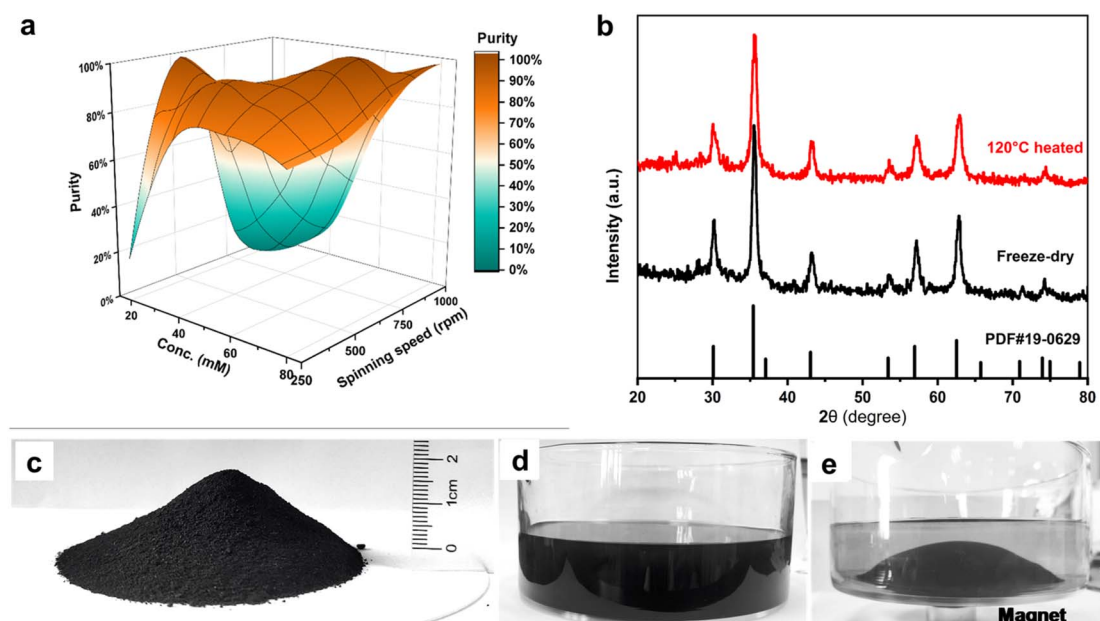 a
Purity
100%
80%
60%
40%
20%
0%
Purity
100%
90%
80%
70%
60%
50%
40%
30%
20%
10%
0%
20
40
60
80
Conc. (mM)
250
500
750
1000
Spinning speed (rpm)
b
Intensity (a.u.)
120°C heated
Freeze-dry
PDF#19-0629
20
30
40
50
60
70
80
2θ (degree)
c
2
1cm
0
d
e
Magnet